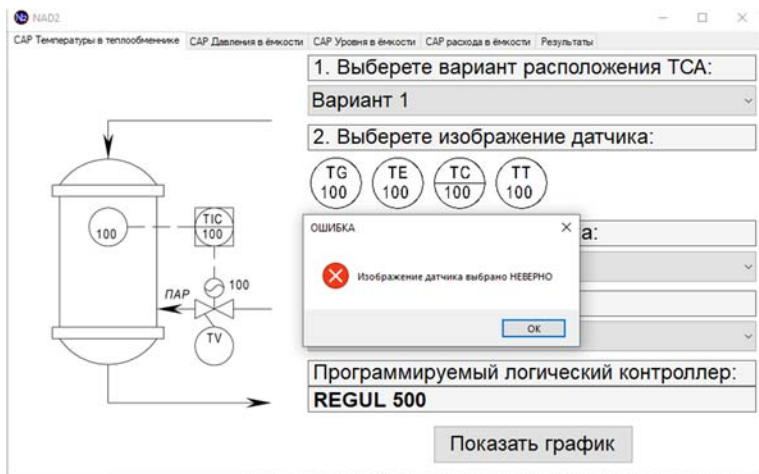 NAD2
САР Температуры в теплообменнике САР Давления в ёмкости САР Уровня в ёмкости САР расхода в ёмкости Результаты
1. Выберете вариант расположения ТСА:
Вариант 1
2. Выберете изображение датчика:
TG 100
TE 100
TC 100
TT 100
100
TIC 100
100
ПАР
TV
ОШИБКА
Изображение датчика выбрано НЕВЕРНО
ОК
а:
Программируемый логический контроллер:
REGUL 500
Показать график